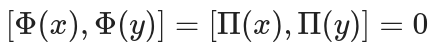 [Φ(x), Φ(y)] = [Π(x), Π(y)] = 0